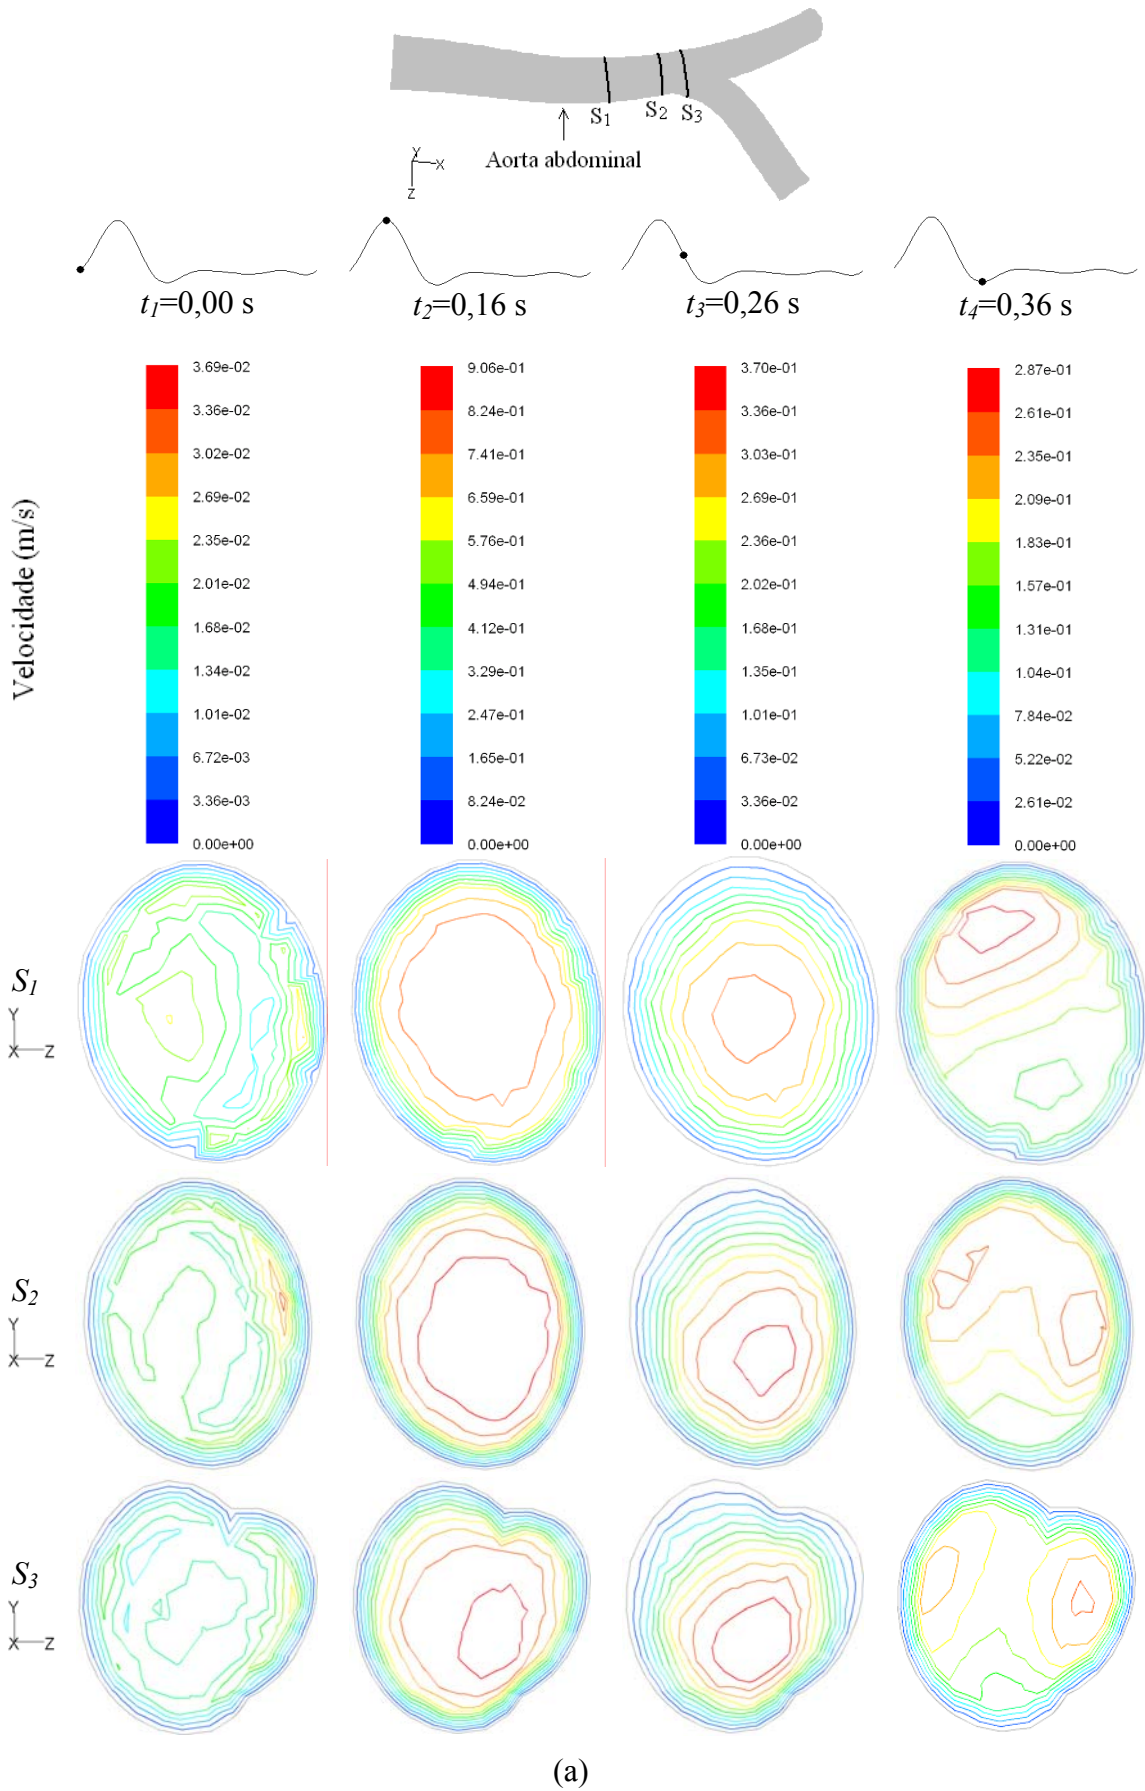 S1 S2 S3
Aorta abdominal
Y
X
Z
t1=0,00 s t2=0,16 s t3=0,26 s t4=0,36 s
Velocidade (m/s)
3.69e-02 9.06e-01 3.70e-01 2.87e-01
3.36e-02 8.24e-01 3.36e-01 2.61e-01
3.02e-02 7.41e-01 3.03e-01 2.35e-01
2.69e-02 6.59e-01 2.69e-01 2.09e-01
2.35e-02 5.76e-01 2.36e-01 1.83e-01
2.01e-02 4.94e-01 2.02e-01 1.57e-01
1.68e-02 4.12e-01 1.68e-01 1.31e-01
1.34e-02 3.29e-01 1.35e-01 1.04e-01
1.01e-02 2.47e-01 1.01e-01 7.84e-02
6.72e-03 1.65e-01 6.73e-02 5.22e-02
3.36e-03 8.24e-02 3.36e-02 2.61e-02
0.00e+00 0.00e+00 0.00e+00 0.00e+00
S1
Y
X Z
S2
Y
X Z
S3
Y
X Z
(a)